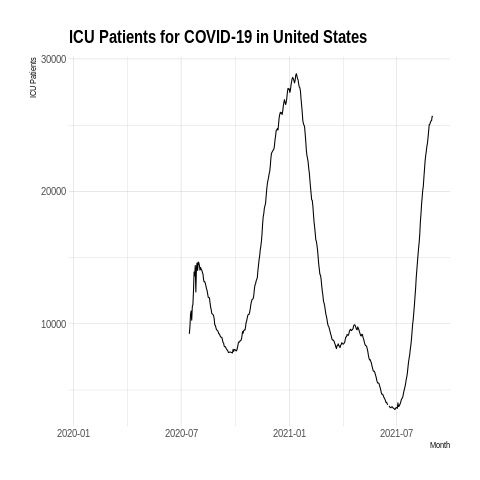 ICU Patients for COVID-19 in United States
ICU Patients
30000
20000
10000
2020-01
2020-07
2021-01
2021-07
Month